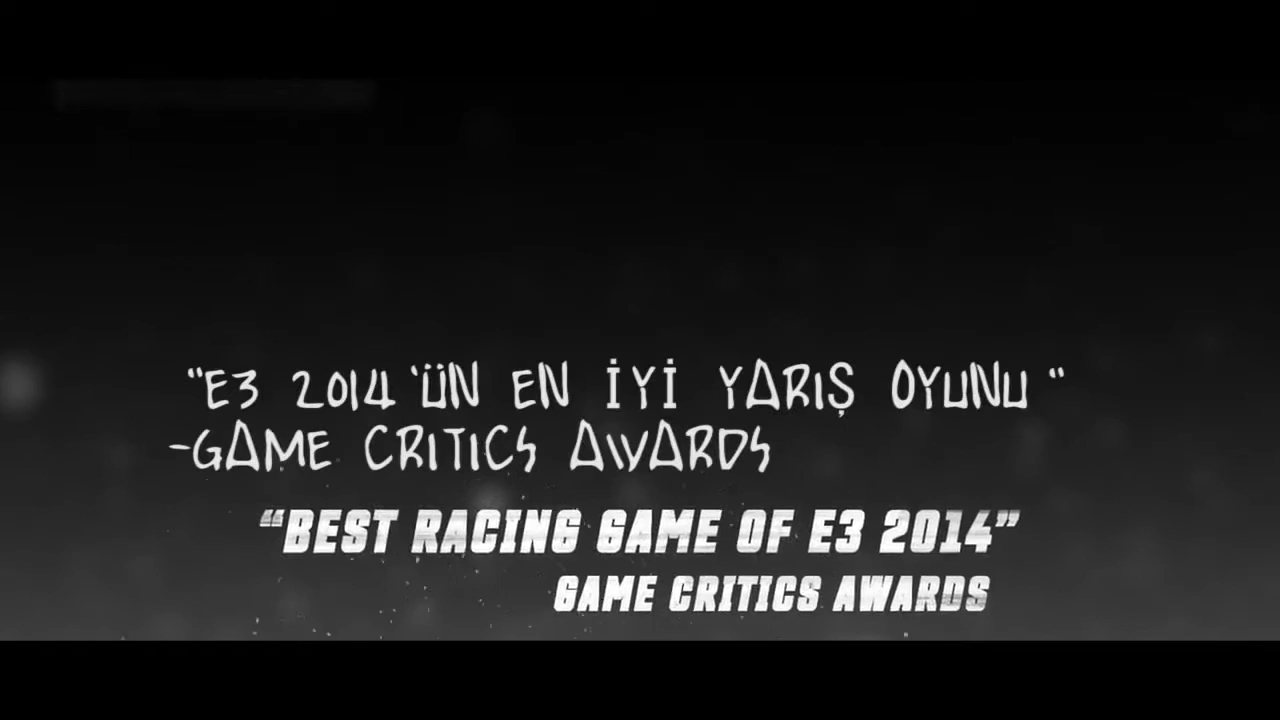 "E3 2014 'ÜN EN İYİ YARIŞ OYUNU "
-GAME CRITICS AWARDS
“BEST RACING GAME OF E3 2014”
GAME CRITICS AWARDS